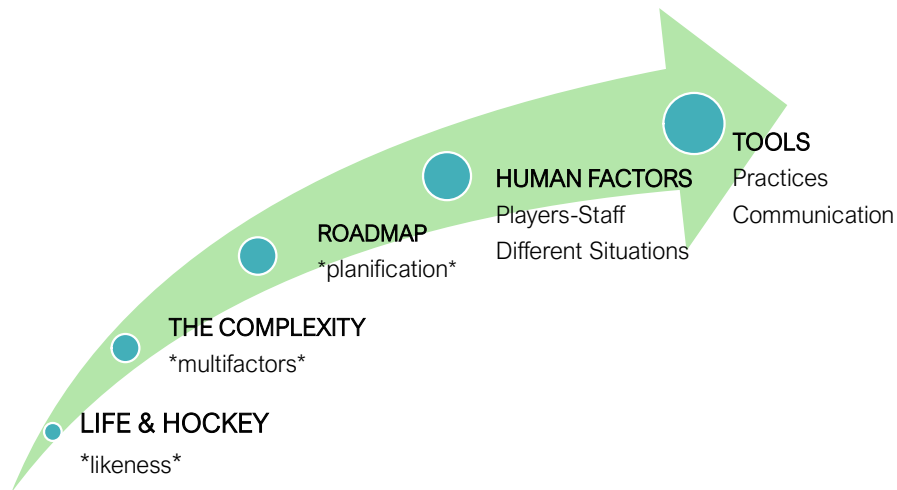 TOOLS
Practices
Communication
HUMAN FACTORS
Players-Staff
Different Situations
ROADMAP
*planification*
THE COMPLEXITY
*multifactors*
LIFE & HOCKEY
*likeness*